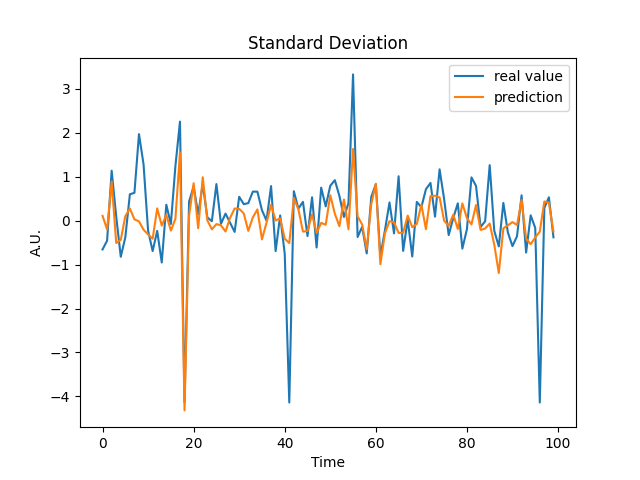 Standard Deviation
real value
prediction
A.U.
3
2
1
0
−1
−2
−3
−4
0 20 40 60 80 100
Time